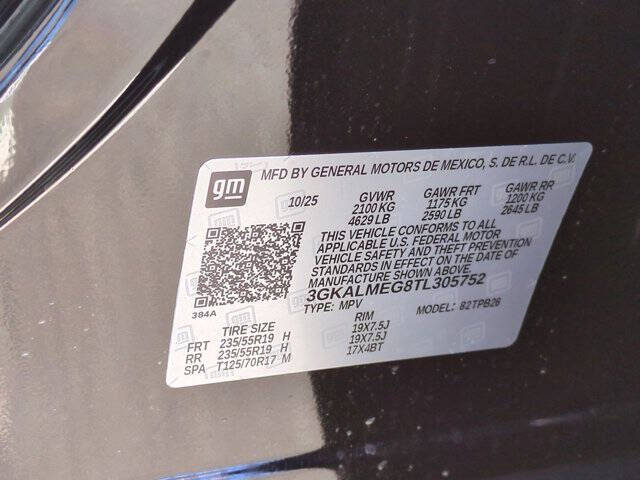 gm
MFD BY GENERAL MOTORS DE MEXICO, S. DE R.L. DE C.V.
10/25 GVWR GAWR FRT GAWR RR
2100 KG 1175 KG 1200 KG
4629 LB 2590 LB 2645 LB
THIS VEHICLE CONFORMS TO ALL
APPLICABLE U.S. FEDERAL MOTOR
VEHICLE SAFETY AND THEFT PREVENTION
STANDARDS IN EFFECT ON THE DATE OF
MANUFACTURE SHOWN ABOVE.
3GKALMEG8TL305752
384A
TYPE: MPV MODEL: 82TPB26
TIRE SIZE RIM
FRT 235/55R19 H 19X7.5J
RR 235/55R19 H 19X7.5J
SPA T125/70R17 M 17X4BT